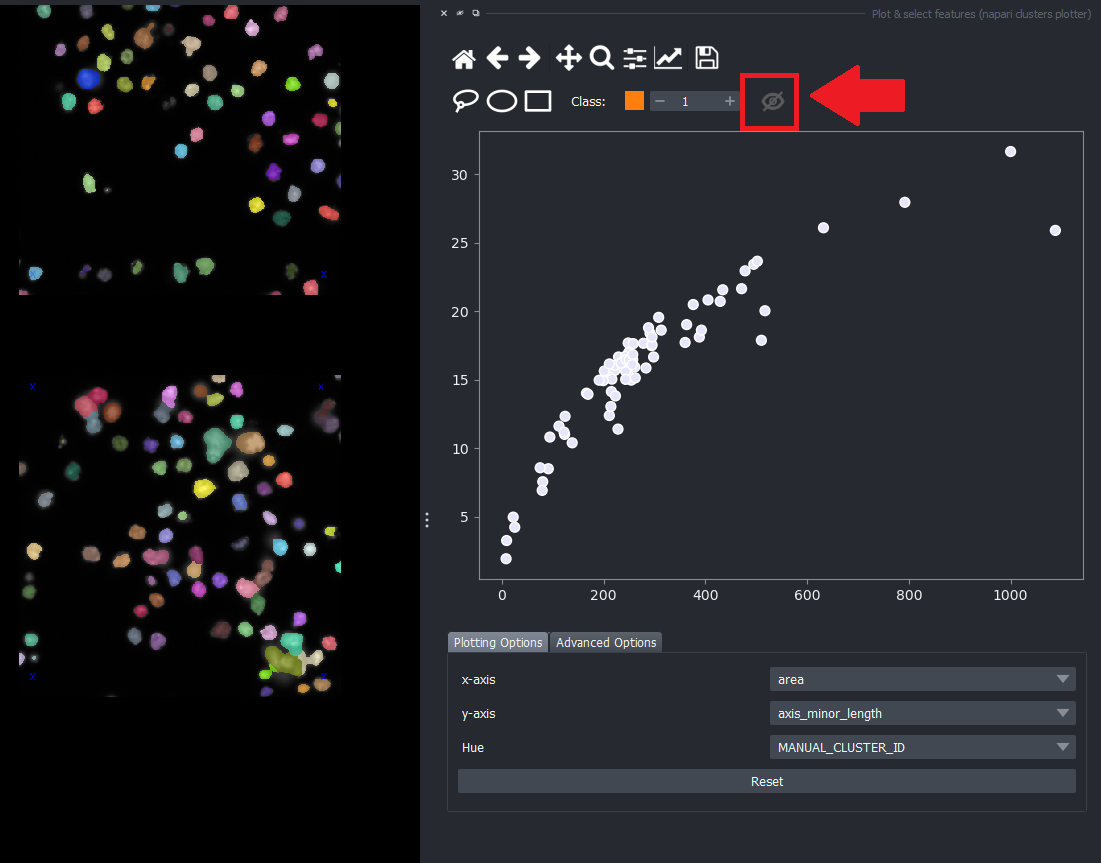 Plot & select features (napari clusters plotter)
Class: 1
30
25
20
15
10
5
0 200 400 600 800 1000
Plotting Options Advanced Options
x-axis area
y-axis axis_minor_length
Hue MANUAL_CLUSTER_ID
Reset
x
x x
x x